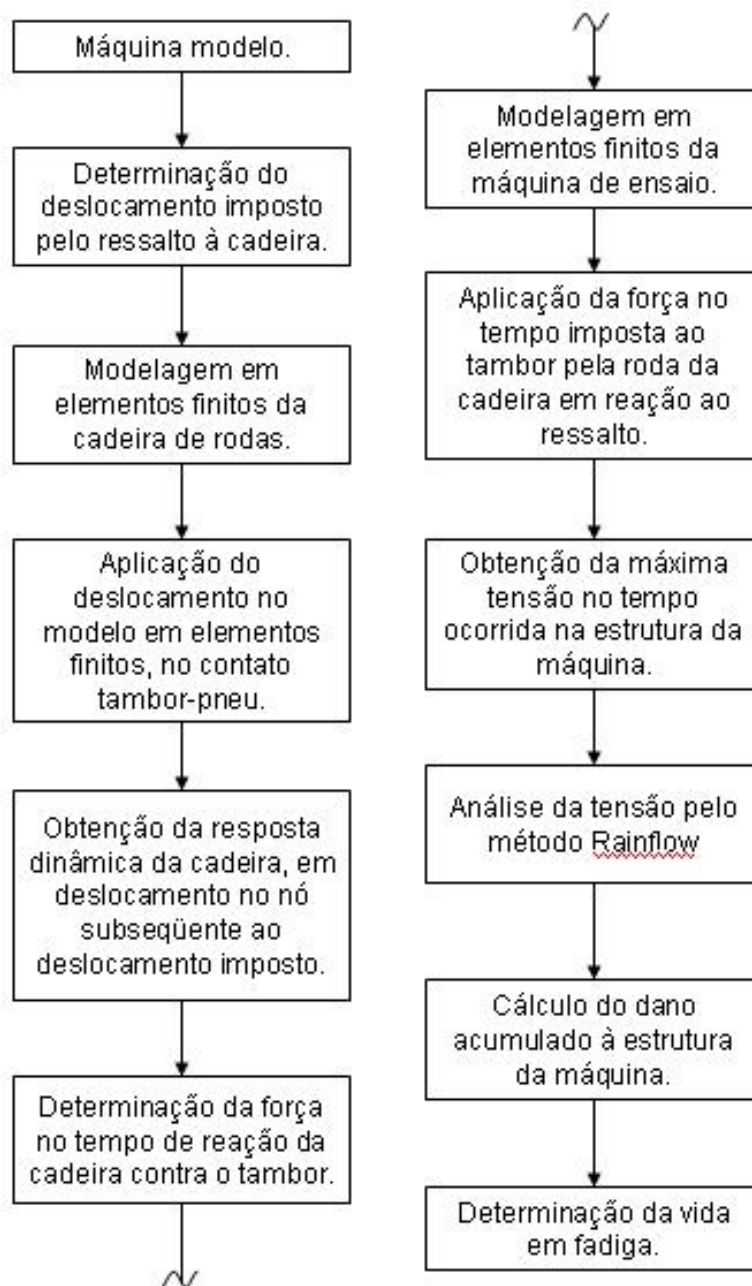 Máquina modelo.
Determinação do
deslocamento imposto
pelo ressalto à cadeira.
Modelagem em
elementos finitos da
cadeira de rodas.
Aplicação do
deslocamento no
modelo em elementos
finitos, no contato
tambor-pneu.
Obtenção da resposta
dinâmica da cadeira, em
deslocamento no nó
subseqüente ao
deslocamento imposto.
Determinação da força
no tempo de reação da
cadeira contra o tambor.
Modelagem em
elementos finitos da
máquina de ensaio.
Aplicação da força no
tempo imposta ao
tambor pela roda da
cadeira em reação ao
ressalto.
Obtenção da máxima
tensão no tempo
ocorrida na estrutura da
máquina.
Análise da tensão pelo
método Rainflow
Cálculo do dano
acumulado à estrutura
da máquina.
Determinação da vida
em fadiga.